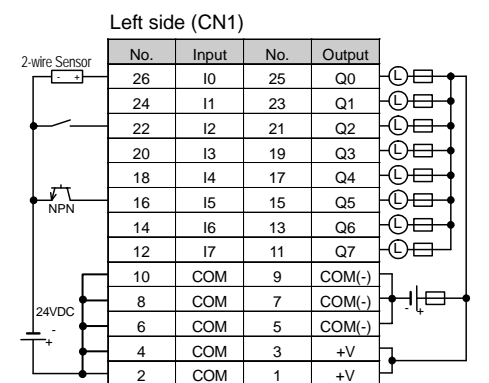 Left side (CN1)
2-wire Sensor
- +
No. Input No. Output
26 I0 25 Q0 L
24 I1 23 Q1 L
22 I2 21 Q2 L
20 I3 19 Q3 L
18 I4 17 Q4 L
16 I5 15 Q5 L
NPN
14 I6 13 Q6 L
12 I7 11 Q7 L
10 COM 9 COM(-)
8 COM 7 COM(-)
- +
24VDC
6 COM 5 COM(-)
-
+
4 COM 3 +V
2 COM 1 +V